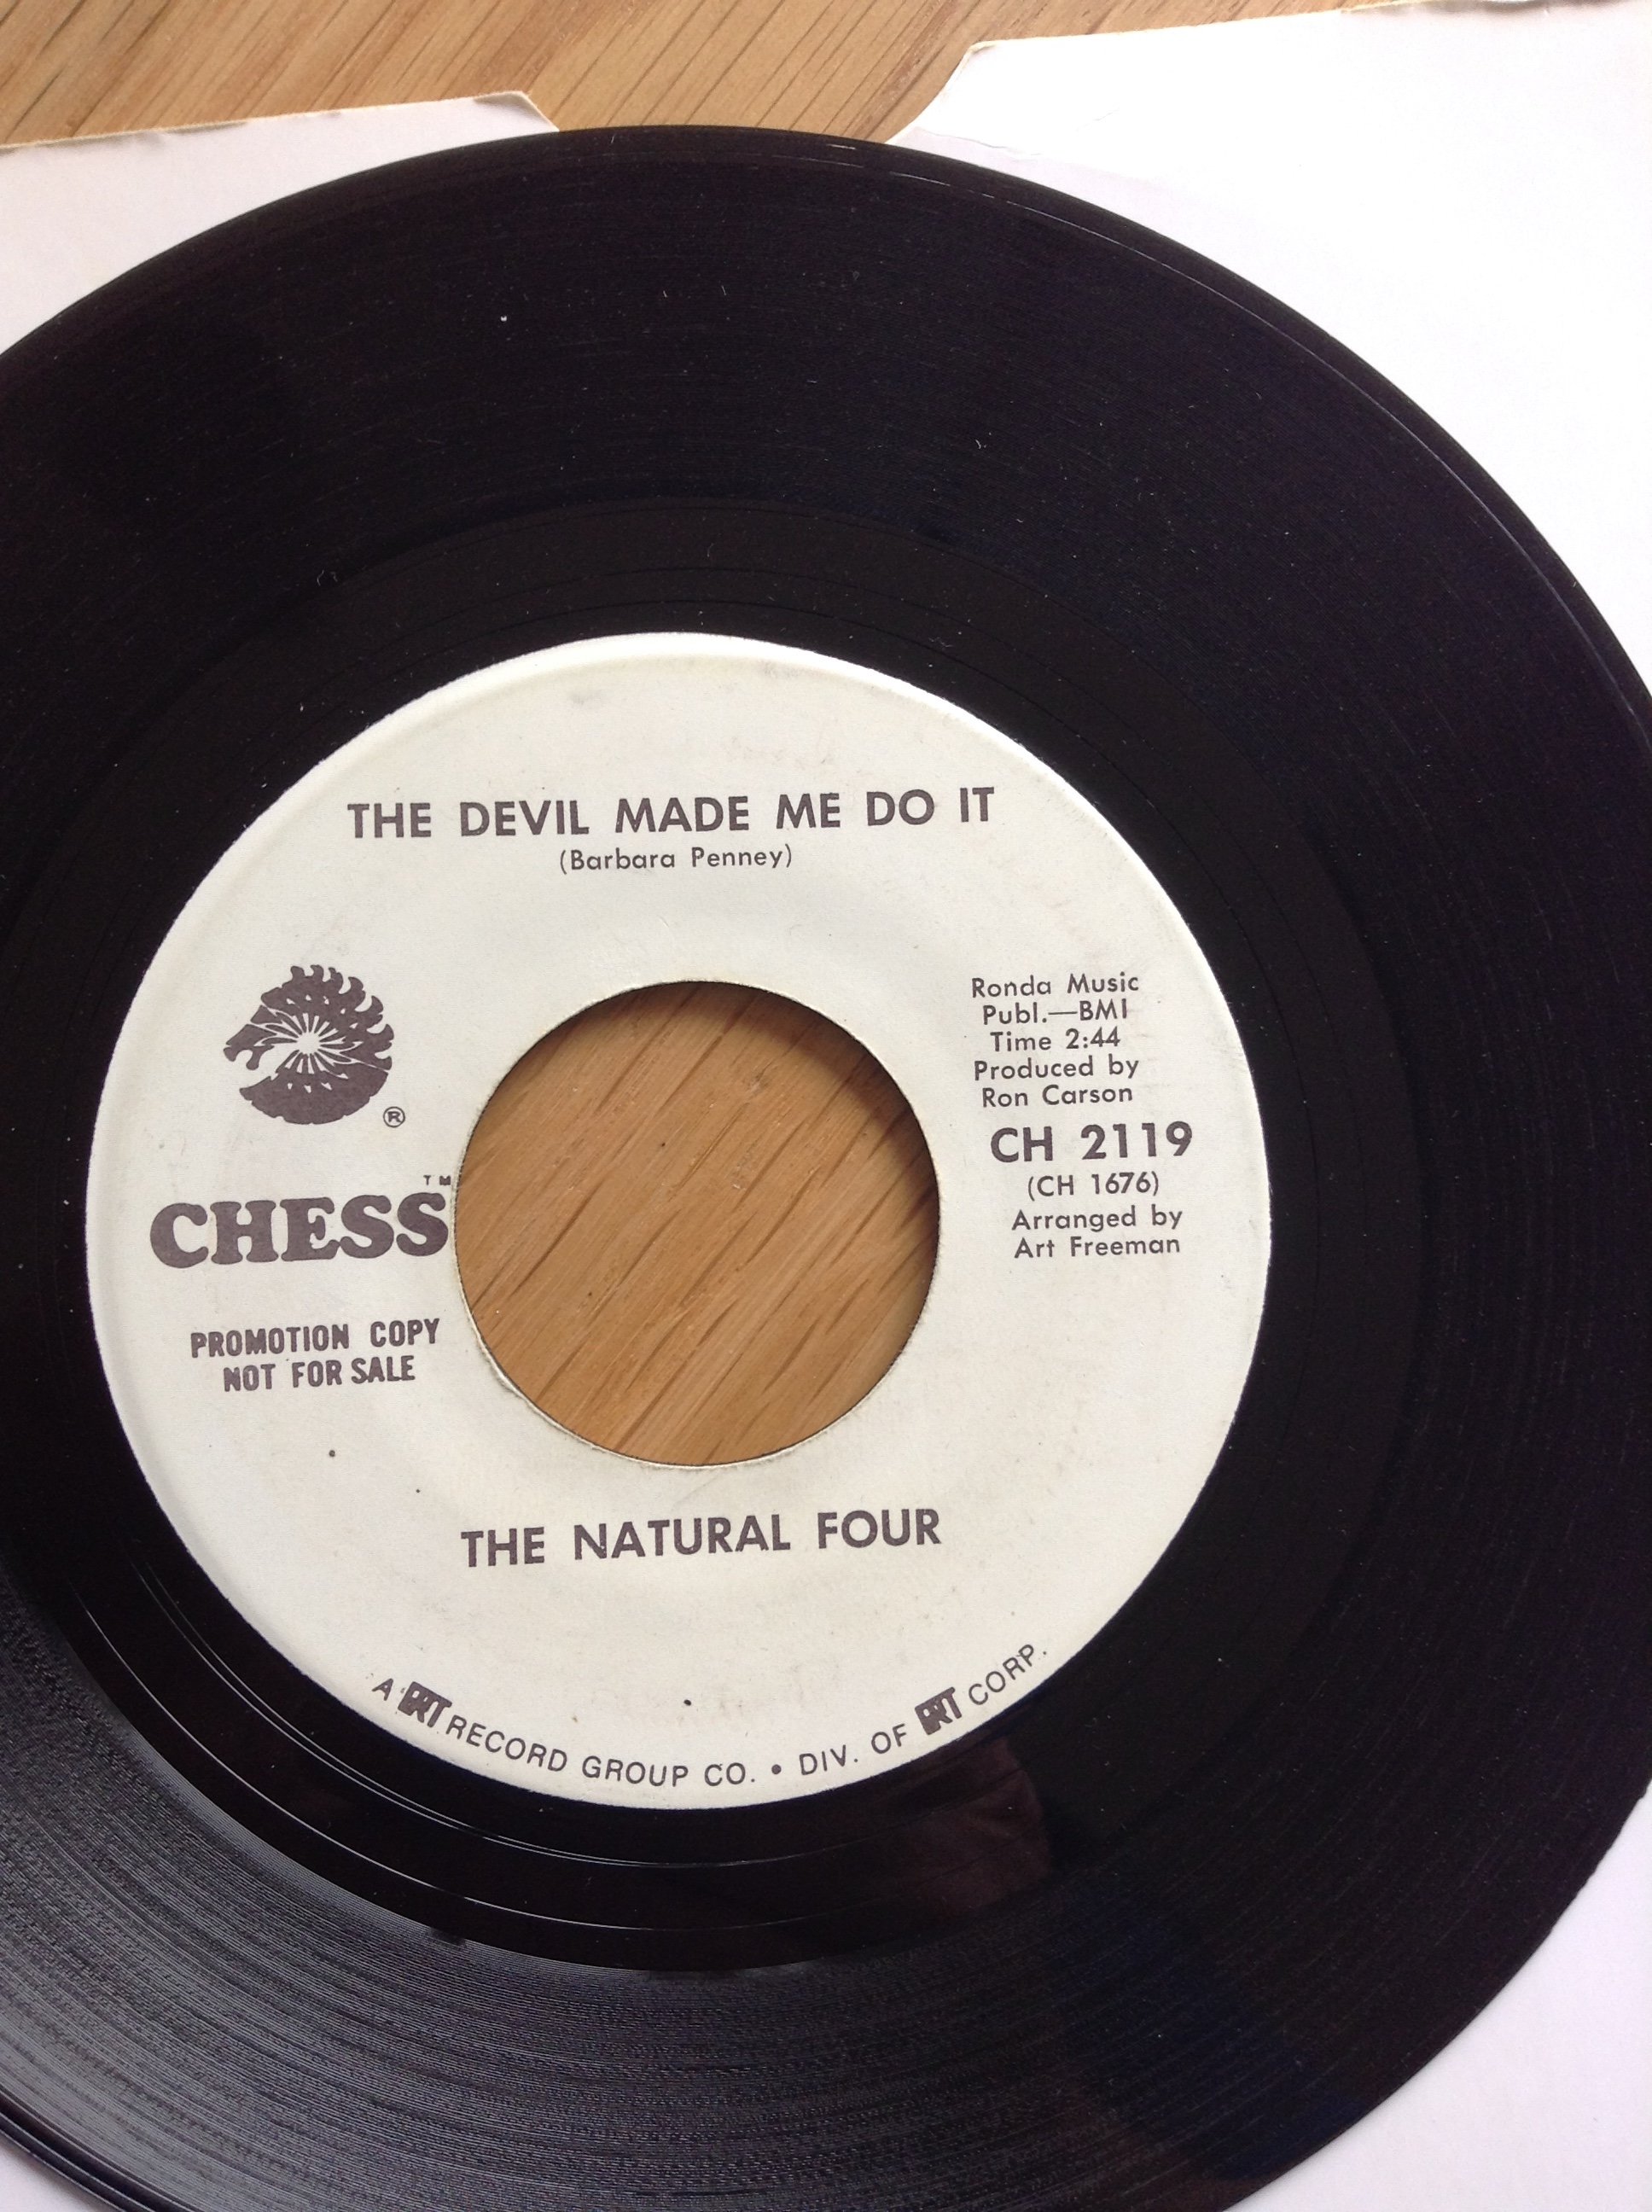 THE DEVIL MADE ME DO IT
(Barbara Penney)
®
CHESS™
PROMOTION COPY
NOT FOR SALE
Ronda Music
Publ.—BMI
Time 2:44
Produced by
Ron Carson
CH 2119
(CH 1676)
Arranged by
Art Freeman
THE NATURAL FOUR
A GRT RECORD GROUP CO. • DIV. OF GRT CORP.